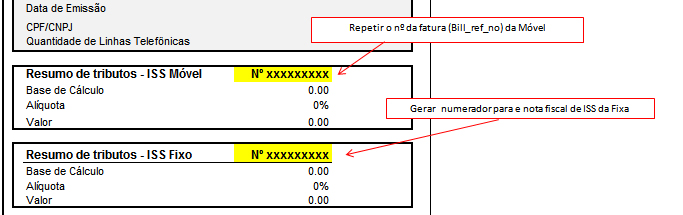 Data de Emissão
CPF/CNPJ
Quantidade de Linhas Telefônicas
Repetir o nº da fatura (Bill_ref_no) da Móvel
Resumo de tributos - ISS Móvel Nº xxxxxxxxx
Base de Cálculo 0.00
Alíquota 0%
Valor 0.00
Gerar numerador para e nota fiscal de ISS da Fixa
Resumo de tributos - ISS Fixo Nº xxxxxxxxx
Base de Cálculo 0.00
Alíquota 0%
Valor 0.00